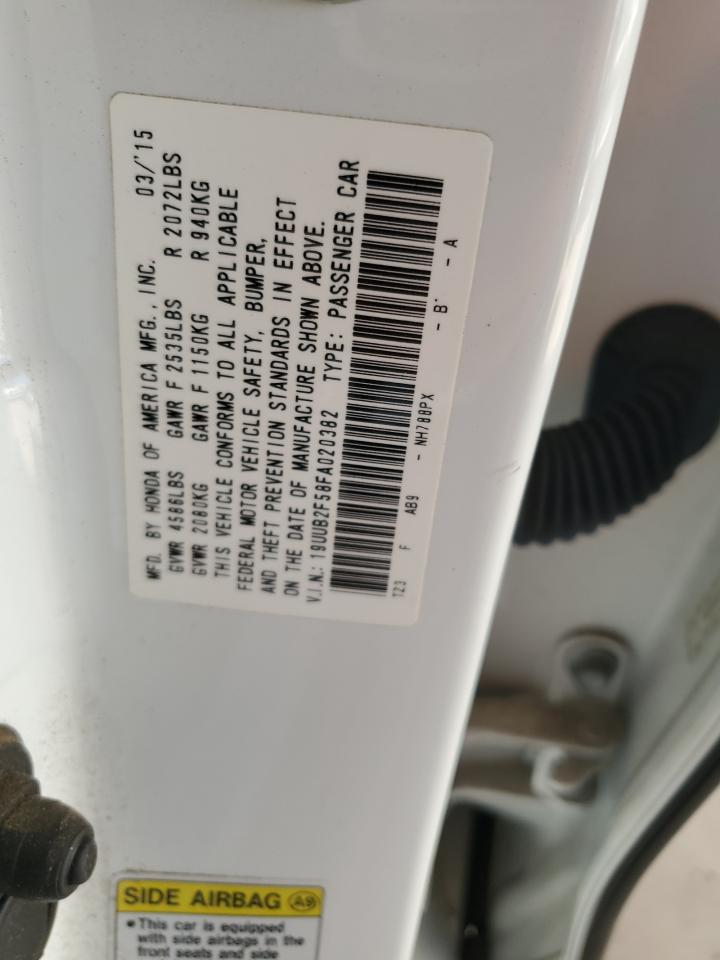 MFD. BY HONDA OF AMERICA MFG., INC. 03/'15
GVWR 4586LBS GAWR F 2535LBS R 2072LBS
GVWR 2080KG GAWR F 1150KG R 940KG
THIS VEHICLE CONFORMS TO ALL APPLICABLE
FEDERAL MOTOR VEHICLE SAFETY, BUMPER,
AND THEFT PREVENTION STANDARDS IN EFFECT
ON THE DATE OF MANUFACTURE SHOWN ABOVE.
V.I.N.: 19UUB2F58FA020382 TYPE: PASSENGER CAR
TZ3 F AB9 - NH788PX - B· - A
SIDE AIRBAG A9
•This car is equipped
with side airbags in the
front seats and side